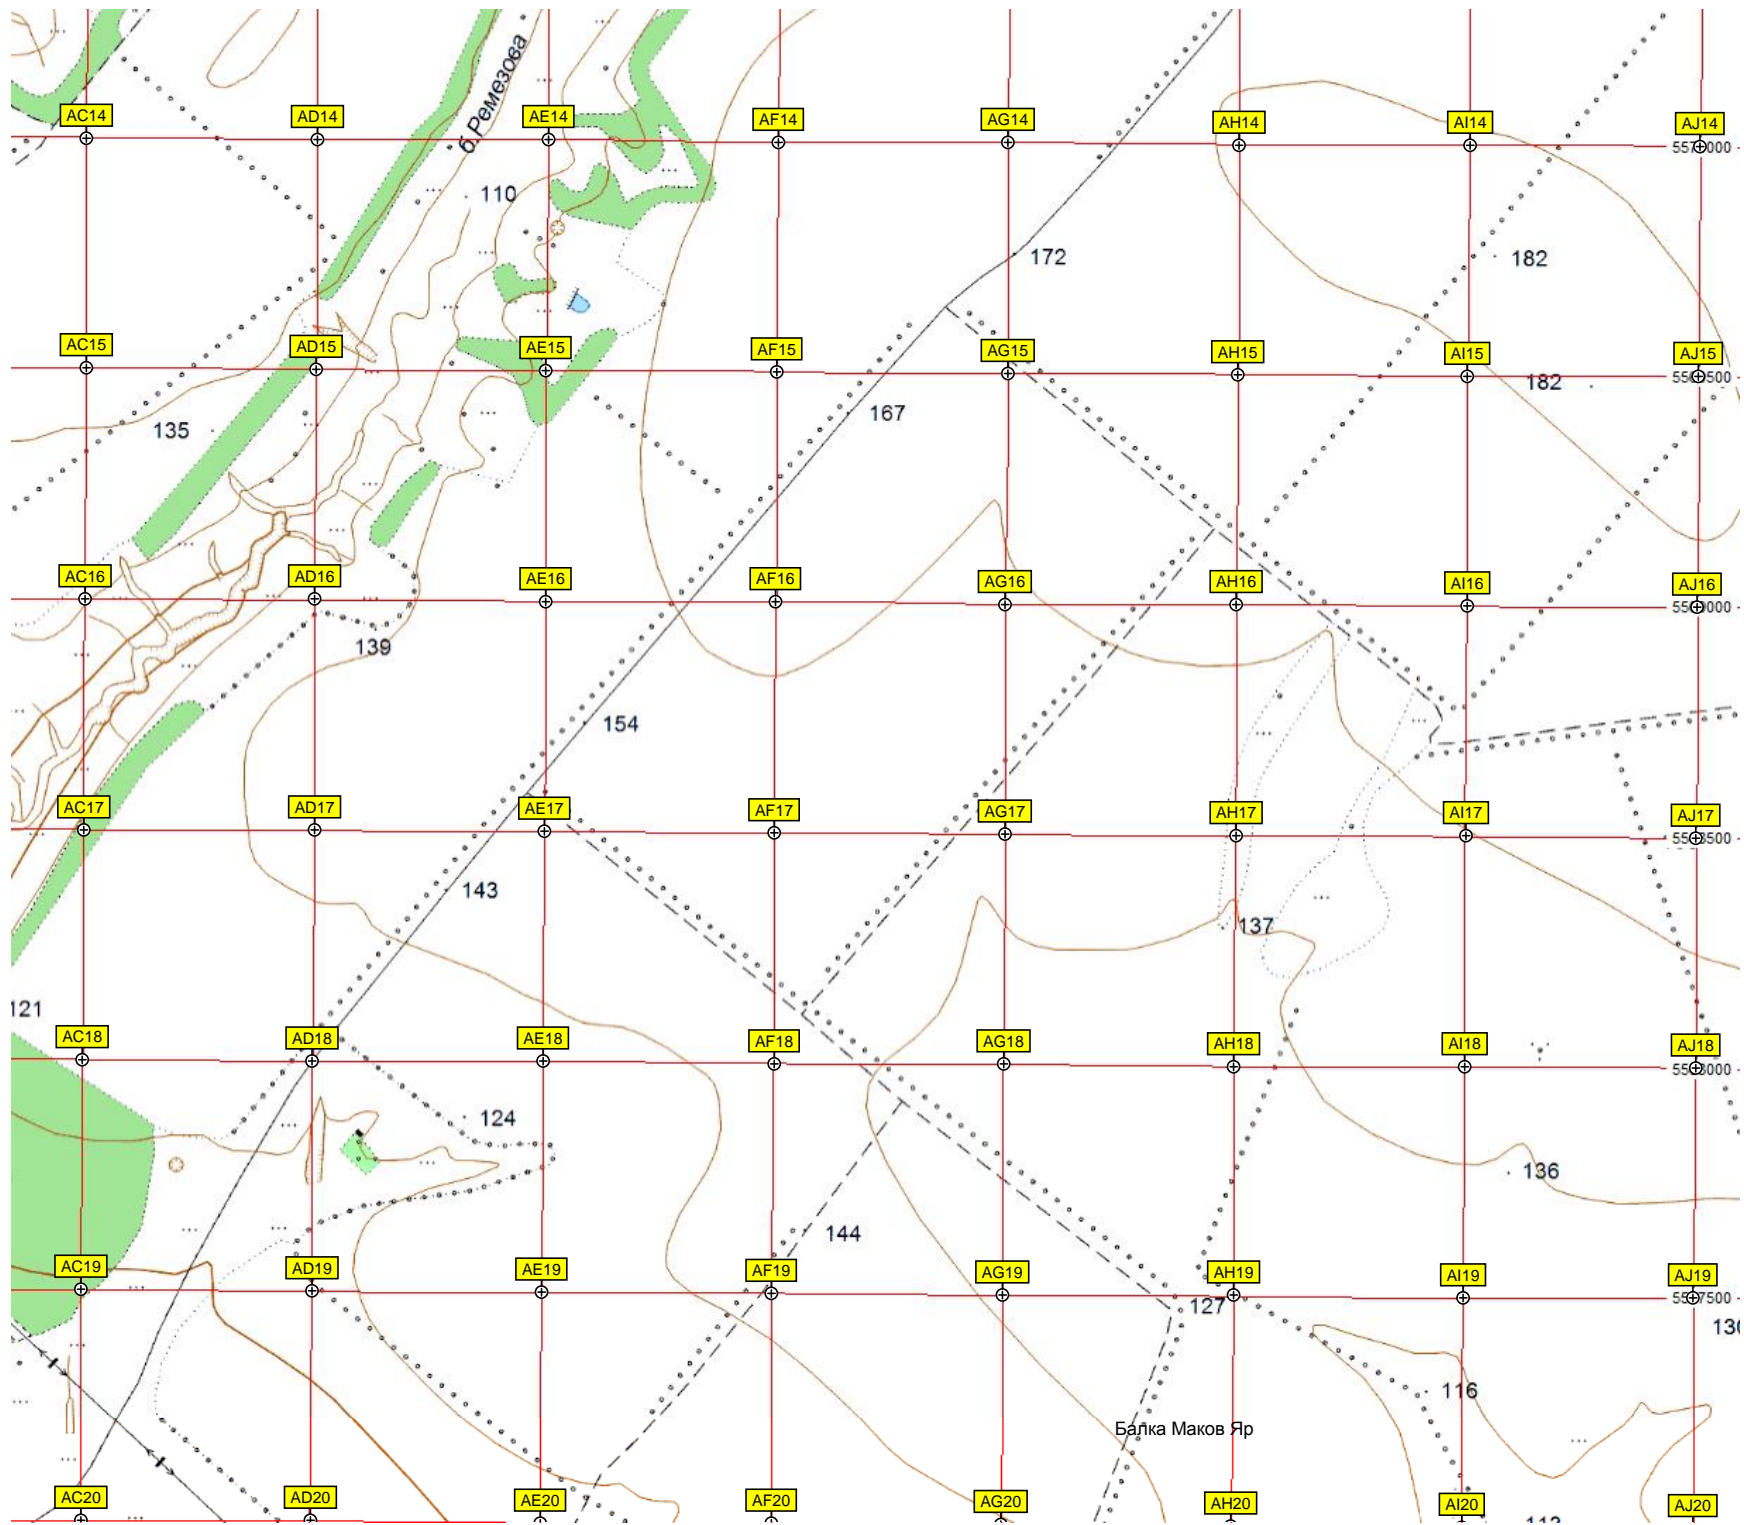 б.Ремезова
AC14 AD14 AE14 AF14 AG14 AH14 AI14 AJ14
110
172
182
AC15 AD15 AE15 AF15 AG15 AH15 AI15 AJ15
182
167
135
AC16 AD16 AE16 AF16 AG16 AH16 AI16 AJ16
139
154
AC17 AD17 AE17 AF17 AG17 AH17 AI17 AJ17
143
137
121
AC18 AD18 AE18 AF18 AG18 AH18 AI18 AJ18
124
136
144
AC19 AD19 AE19 AF19 AG19 AH19 AI19 AJ19
127
116
Балка Маков Яр
AC20 AD20 AE20 AF20 AG20 AH20 AI20 AJ20